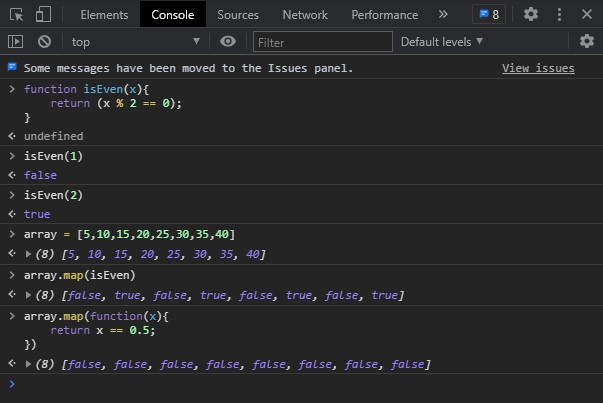 Elements Console Sources Network Performance » 8
top Filter Default levels
Some messages have been moved to the Issues panel. View issues
function isEven(x){
return (x % 2 == 0);
}
undefined
isEven(1)
false
isEven(2)
true
array = [5,10,15,20,25,30,35,40]
(8) [5, 10, 15, 20, 25, 30, 35, 40]
array.map(isEven)
(8) [false, true, false, true, false, true, false, true]
array.map(function(x){
return x == 0.5;
})
(8) [false, false, false, false, false, false, false, false]